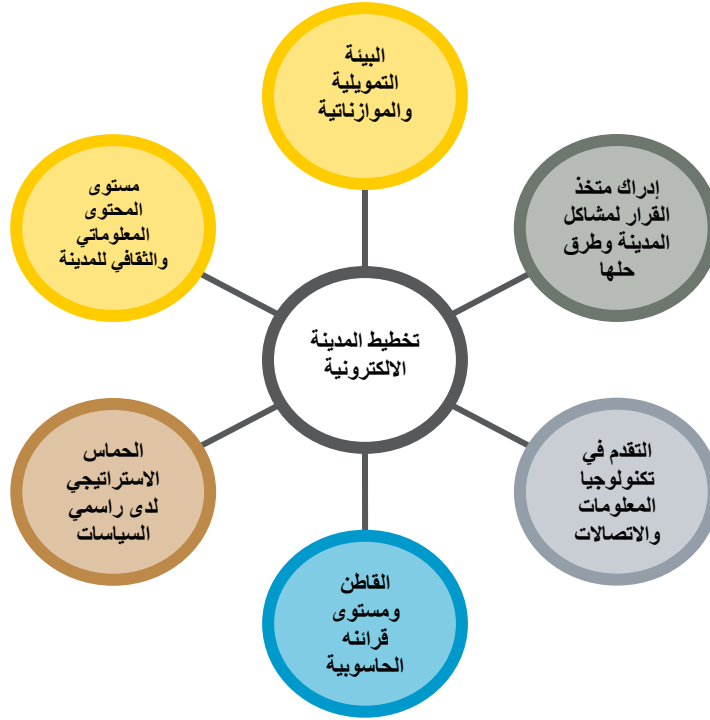 البيئة
التمويلية
والموازناتية
إدراك متخذ
القرار لمشاكل
المدينة وطرق
حلها
مستوى
المحتوى
المعلوماتي
والثقافي للمدينة
تخطيط المدينة
الالكترونية
التقدم في
تكنولوجيا
المعلومات
والاتصالات
الحماس
الاستراتيجي
لدى راسمي
السياسات
القاطن
ومستوى
قرائنه
الحاسوبية